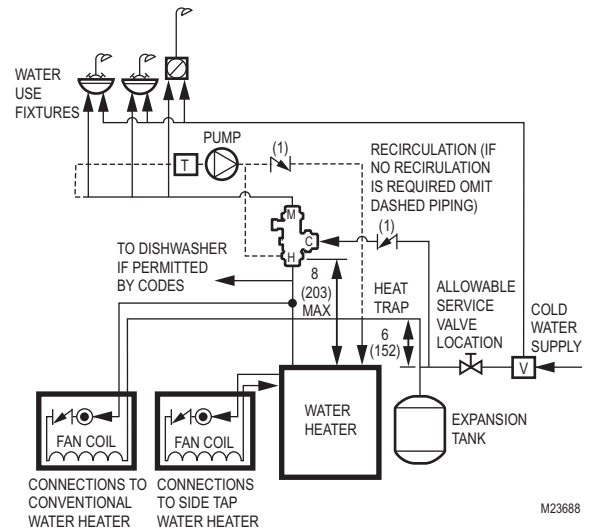 WATER
USE
FIXTURES
PUMP
(1)
T
RECIRCULATION (IF
NO RECIRULATION
IS REQUIRED OMIT
DASHED PIPING)
M
C
H
(1)
TO DISHWASHER
IF PERMITTED
BY CODES
8
(203)
MAX
HEAT
TRAP
6
(152)
ALLOWABLE
SERVICE
VALVE
LOCATION
COLD
WATER
SUPPLY
V
FAN COIL
FAN COIL
WATER
HEATER
EXPANSION
TANK
CONNECTIONS TO
CONVENTIONAL
WATER HEATER
CONNECTIONS
TO SIDE TAP
WATER HEATER
M23688